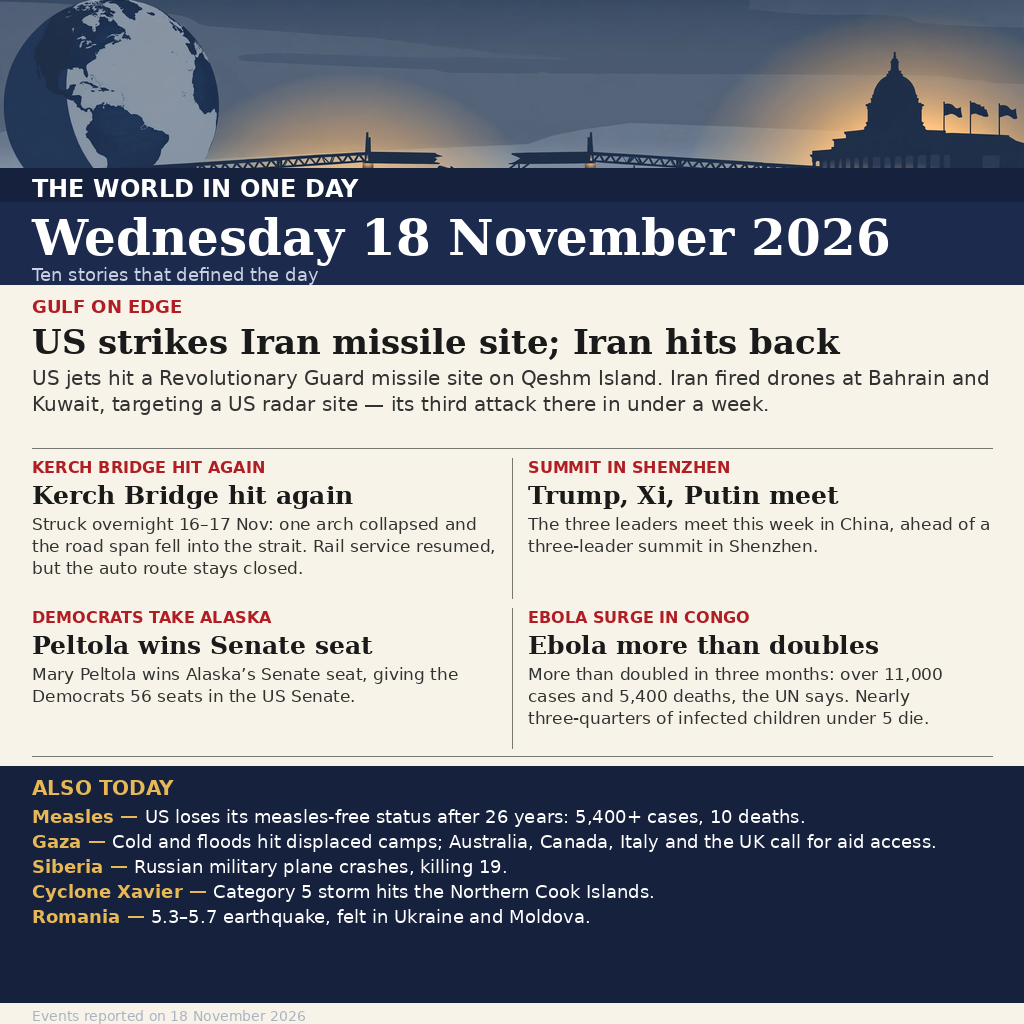 THE WORLD IN ONE DAY
Wednesday 18 November 2026
Ten stories that defined the day
GULF ON EDGE
US strikes Iran missile site; Iran hits back
US jets hit a Revolutionary Guard missile site on Qeshm Island. Iran fired drones at Bahrain and
Kuwait, targeting a US radar site — its third attack there in under a week.
KERCH BRIDGE HIT AGAIN
Kerch Bridge hit again
Struck overnight 16–17 Nov: one arch collapsed and
the road span fell into the strait. Rail service resumed,
but the auto route stays closed.
SUMMIT IN SHENZHEN
Trump, Xi, Putin meet
The three leaders meet this week in China, ahead of a
three-leader summit in Shenzhen.
DEMOCRATS TAKE ALASKA
Peltola wins Senate seat
Mary Peltola wins Alaska’s Senate seat, giving the
Democrats 56 seats in the US Senate.
EBOLA SURGE IN CONGO
Ebola more than doubles
More than doubled in three months: over 11,000
cases and 5,400 deaths, the UN says. Nearly
three-quarters of infected children under 5 die.
ALSO TODAY
Measles — US loses its measles-free status after 26 years: 5,400+ cases, 10 deaths.
Gaza — Cold and floods hit displaced camps; Australia, Canada, Italy and the UK call for aid access.
Siberia — Russian military plane crashes, killing 19.
Cyclone Xavier — Category 5 storm hits the Northern Cook Islands.
Romania — 5.3–5.7 earthquake, felt in Ukraine and Moldova.
Events reported on 18 November 2026